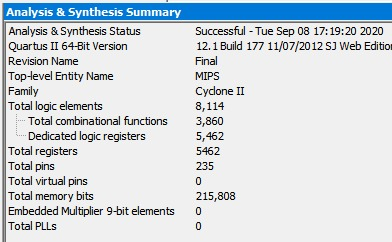 Analysis & Synthesis Summary
Analysis & Synthesis Status Successful - Tue Sep 08 17:19:20 2020
Quartus II 64-Bit Version 12.1 Build 177 11/07/2012 SJ Web Editio
Revision Name Final
Top-level Entity Name MIPS
Family Cyclone II
Total logic elements 8,114
Total combinational functions 3,860
Dedicated logic registers 5,462
Total registers 5462
Total pins 235
Total virtual pins 0
Total memory bits 215,808
Embedded Multiplier 9-bit elements 0
Total PLLs 0